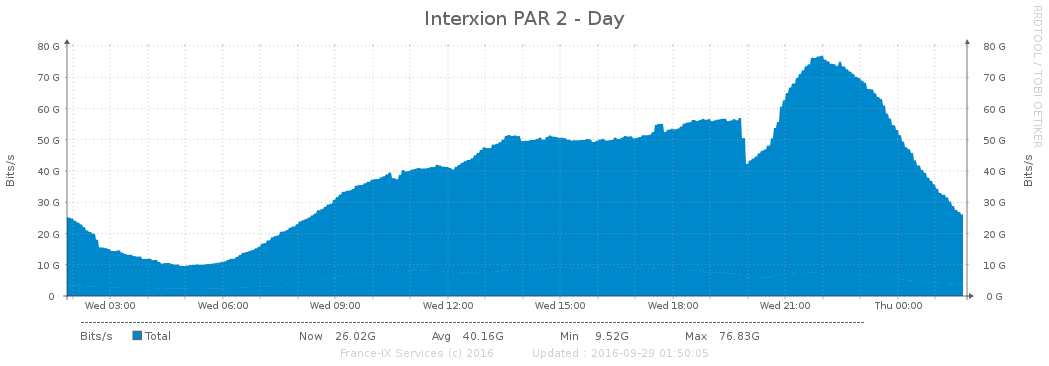 Interxion PAR 2 - Day
RRDTOOL / TOBI OETIKER
Bits/s
80 G 80 G
70 G 70 G
60 G 60 G
50 G 50 G
40 G 40 G
30 G 30 G
20 G 20 G
10 G 10 G
0 0 G
Bits/s
Wed 03:00 Wed 06:00 Wed 09:00 Wed 12:00 Wed 15:00 Wed 18:00 Wed 21:00 Thu 00:00
Bits/s Total Now 26.02G Avg 40.16G Min 9.52G Max 76.83G
France-IX Services (c) 2016 Updated : 2016-09-29 01:50:05